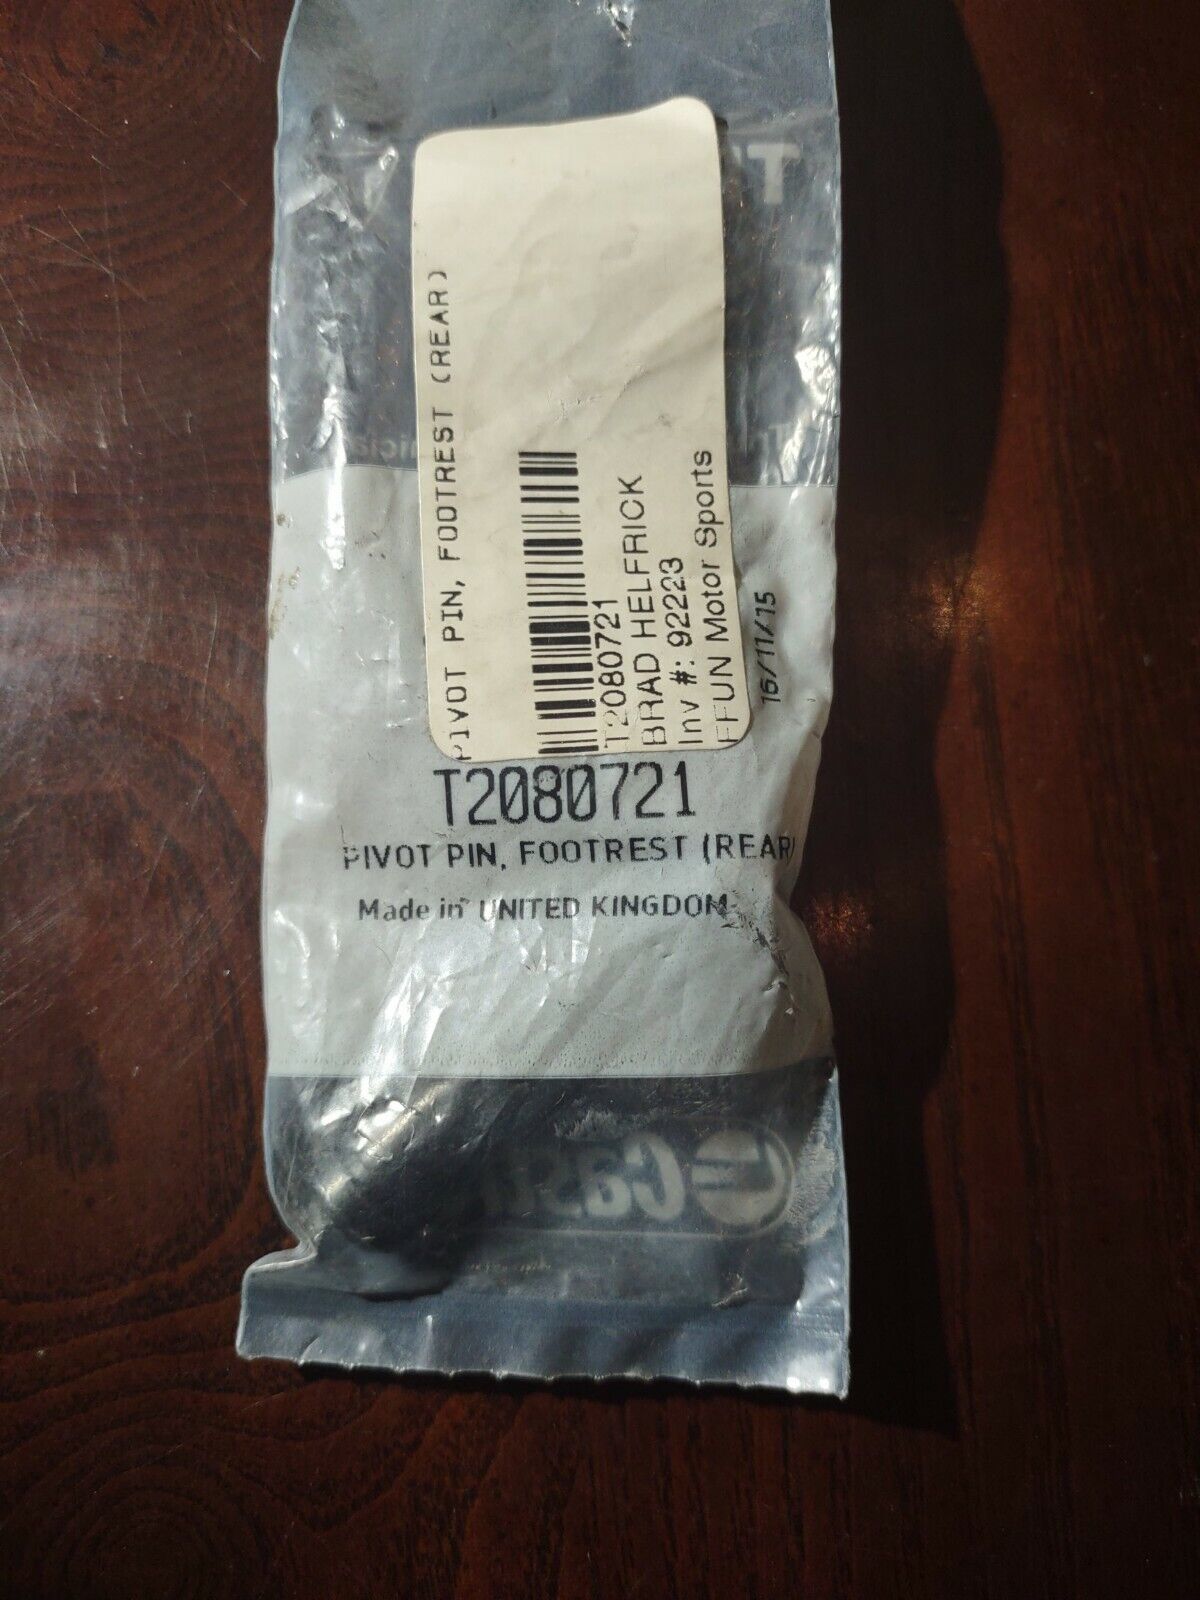 PIVOT PIN, FOOTREST (REAR)
T2080721
BRAD HELFRICK
Inv #: 92223
FFUN Motor Sports
16/11/15
T2080721
PIVOT PIN, FOOTREST (REAR)
Made in UNITED KINGDOM
Cast